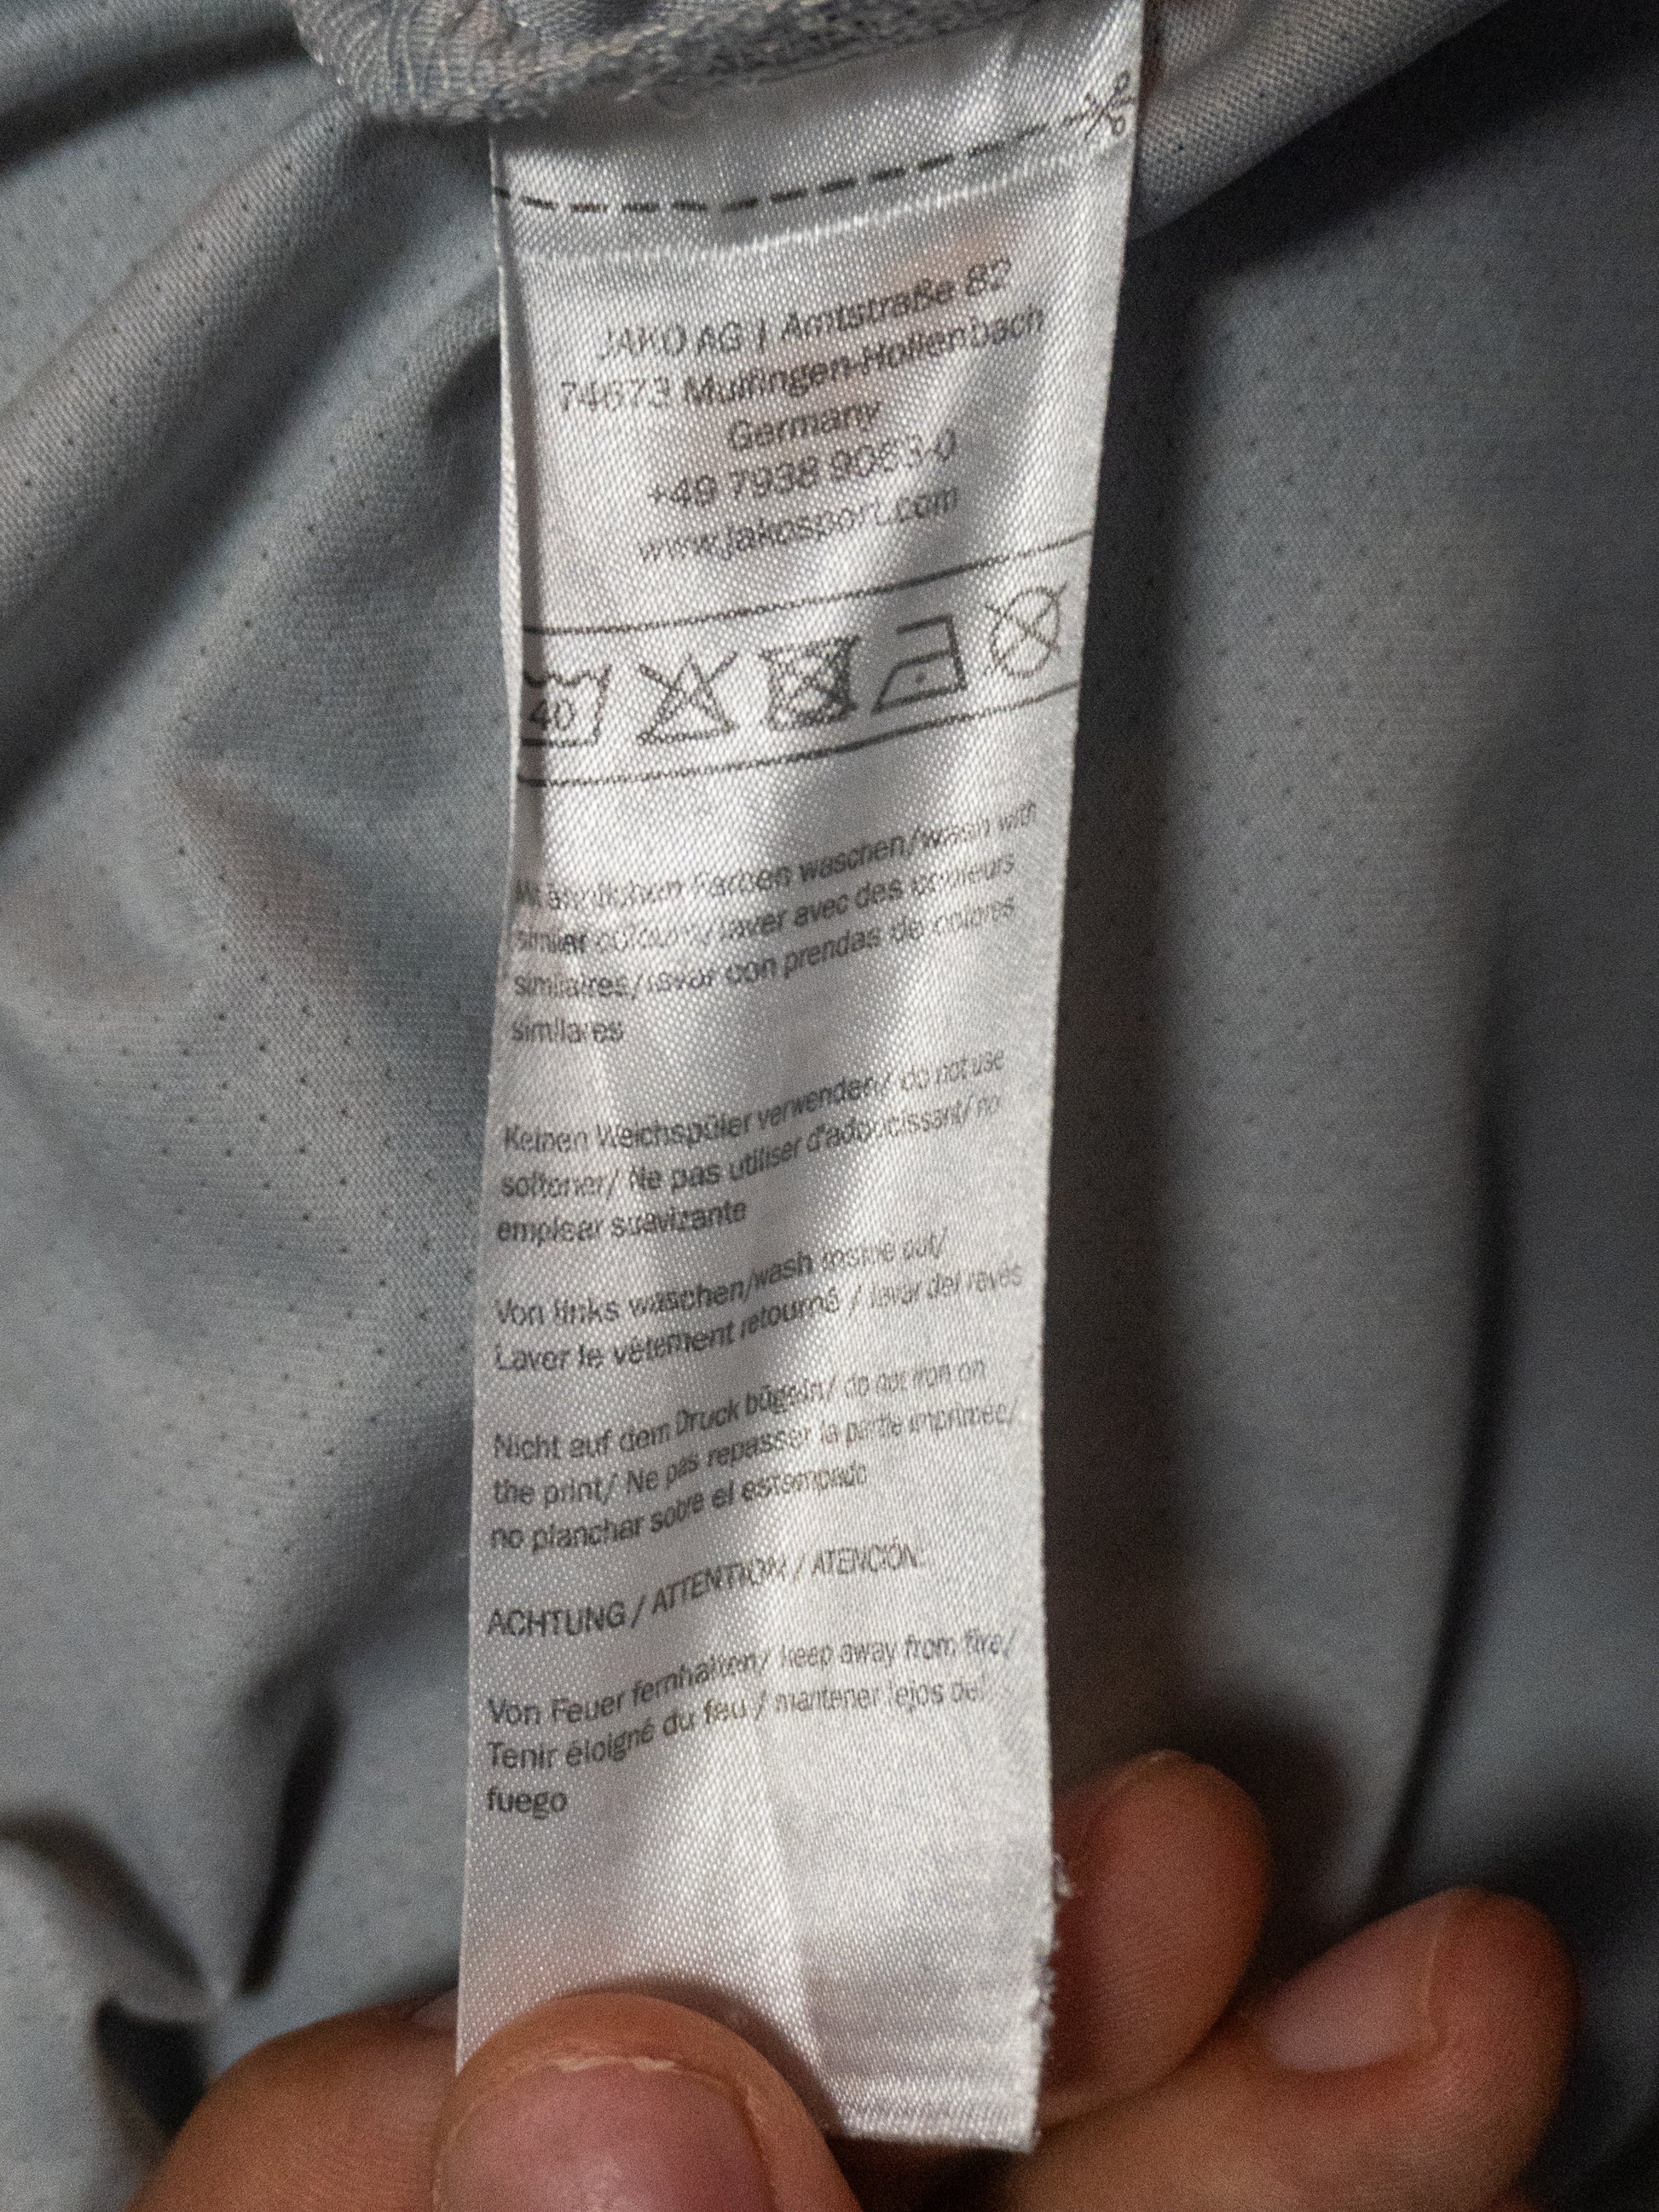 JAKO AG | Amtstraße 82
74673 Mulfingen-Hollenbach
Germany
+49 7938 9063-0
www.jakosport.com
40
Mit ähnlichen Farben waschen/wash with
similar colours/laver avec des couleurs
similaires/lavar con prendas de colores
similares
Keinen Weichspüler verwenden/ do not use
softener/ Ne pas utiliser d'adoucissant/ no
emplear suavizante
Von links waschen/wash inside out/
Laver le vêtement retourné / lavar del revés
Nicht auf dem Druck bügeln/ do not iron on
the print/ Ne pas repasser la partie imprimée/
no planchar sobre el estampado
ACHTUNG / ATTENTION / ATENCIÓN:
Von Feuer fernhalten/ keep away from fire/
Tenir éloigné du feu / mantener lejos del
fuego